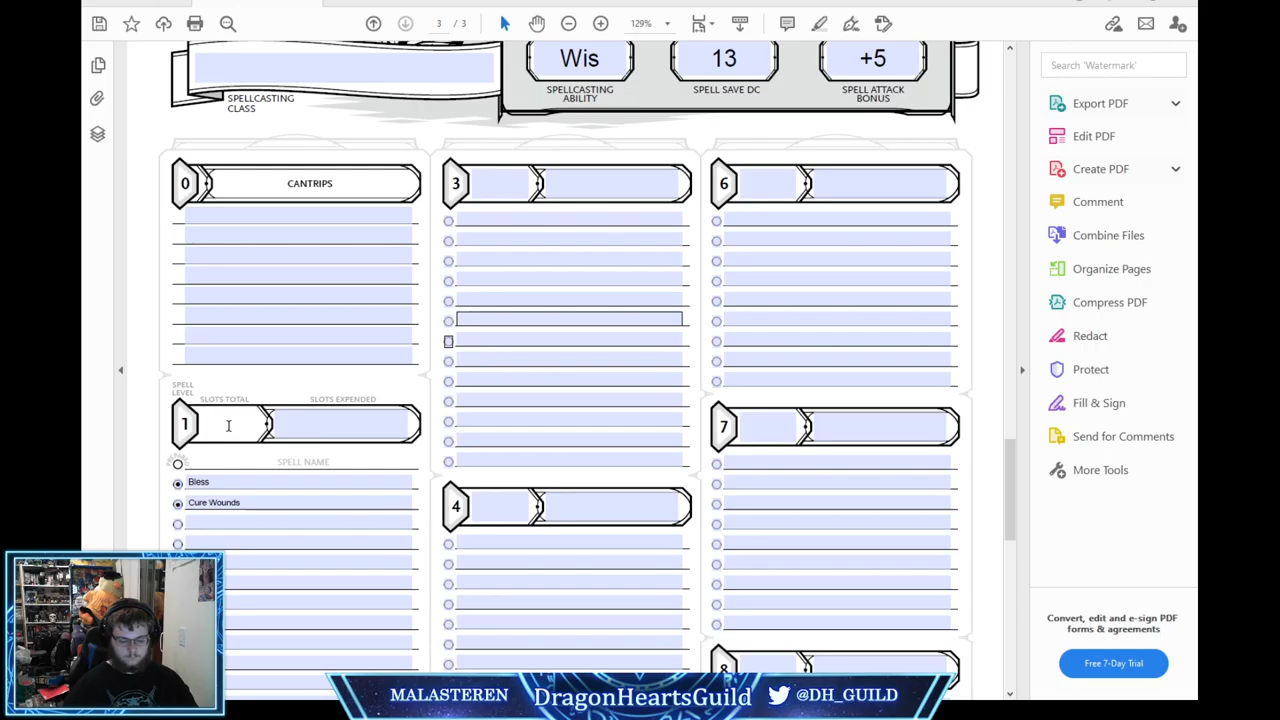 3 / 3
129%
Search 'Watermark'
Export PDF
Edit PDF
Create PDF
Comment
Combine Files
Organize Pages
Compress PDF
Redact
Protect
Fill & Sign
Send for Comments
More Tools
Convert, edit and e-sign PDF
forms & agreements
Free 7-Day Trial
SPELLCASTING
CLASS
Wis
13
+5
SPELLCASTING
ABILITY
SPELL SAVE DC
SPELL ATTACK
BONUS
0
CANTRIPS
SPELL
LEVEL
SLOTS TOTAL
SLOTS EXPENDED
1
PREPARED
SPELL NAME
Bless
Cure Wounds
3
4
6
7
8
MALASTEREN
DragonHeartsGuild
@DH_GUILD